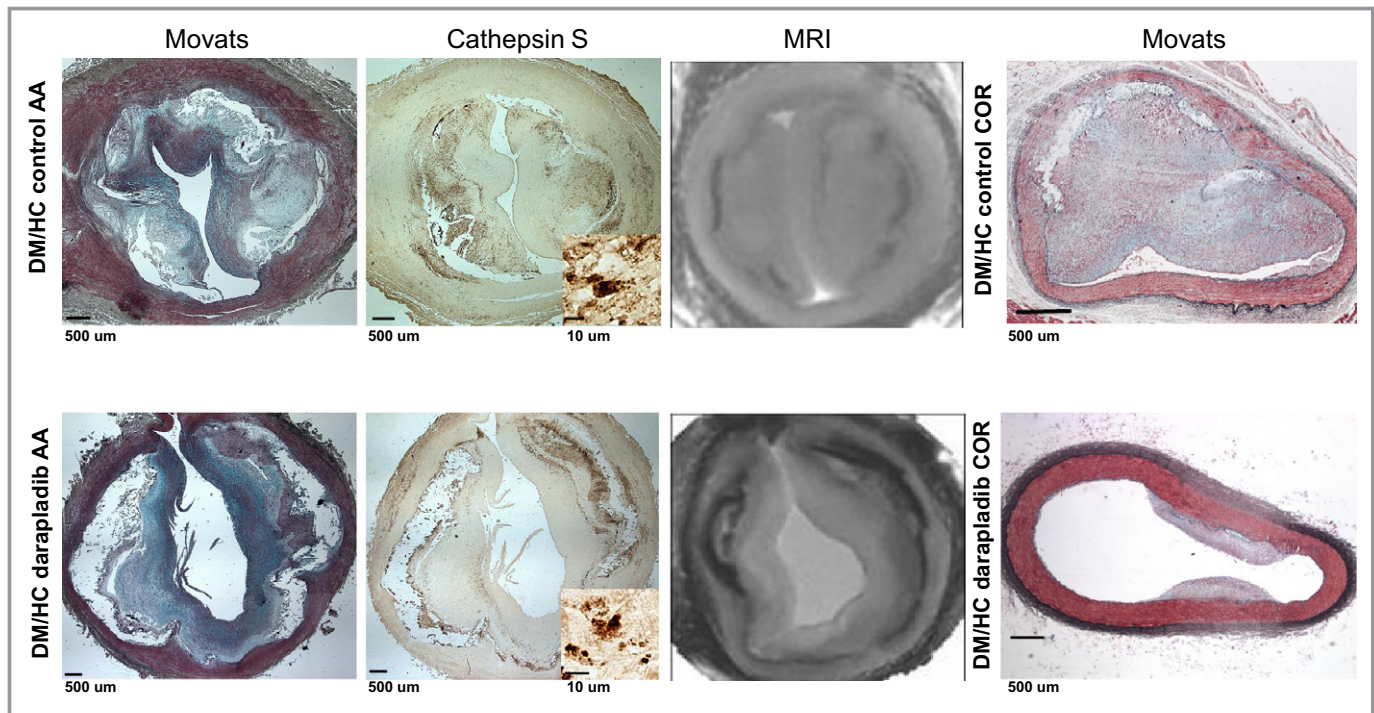 Movats
Cathepsin S
MRI
Movats
DM/HC control AA
DM/HC control COR
500 um
500 um
10 um
500 um
DM/HC darapladib AA
DM/HC darapladib COR
500 um
500 um
10 um
500 um